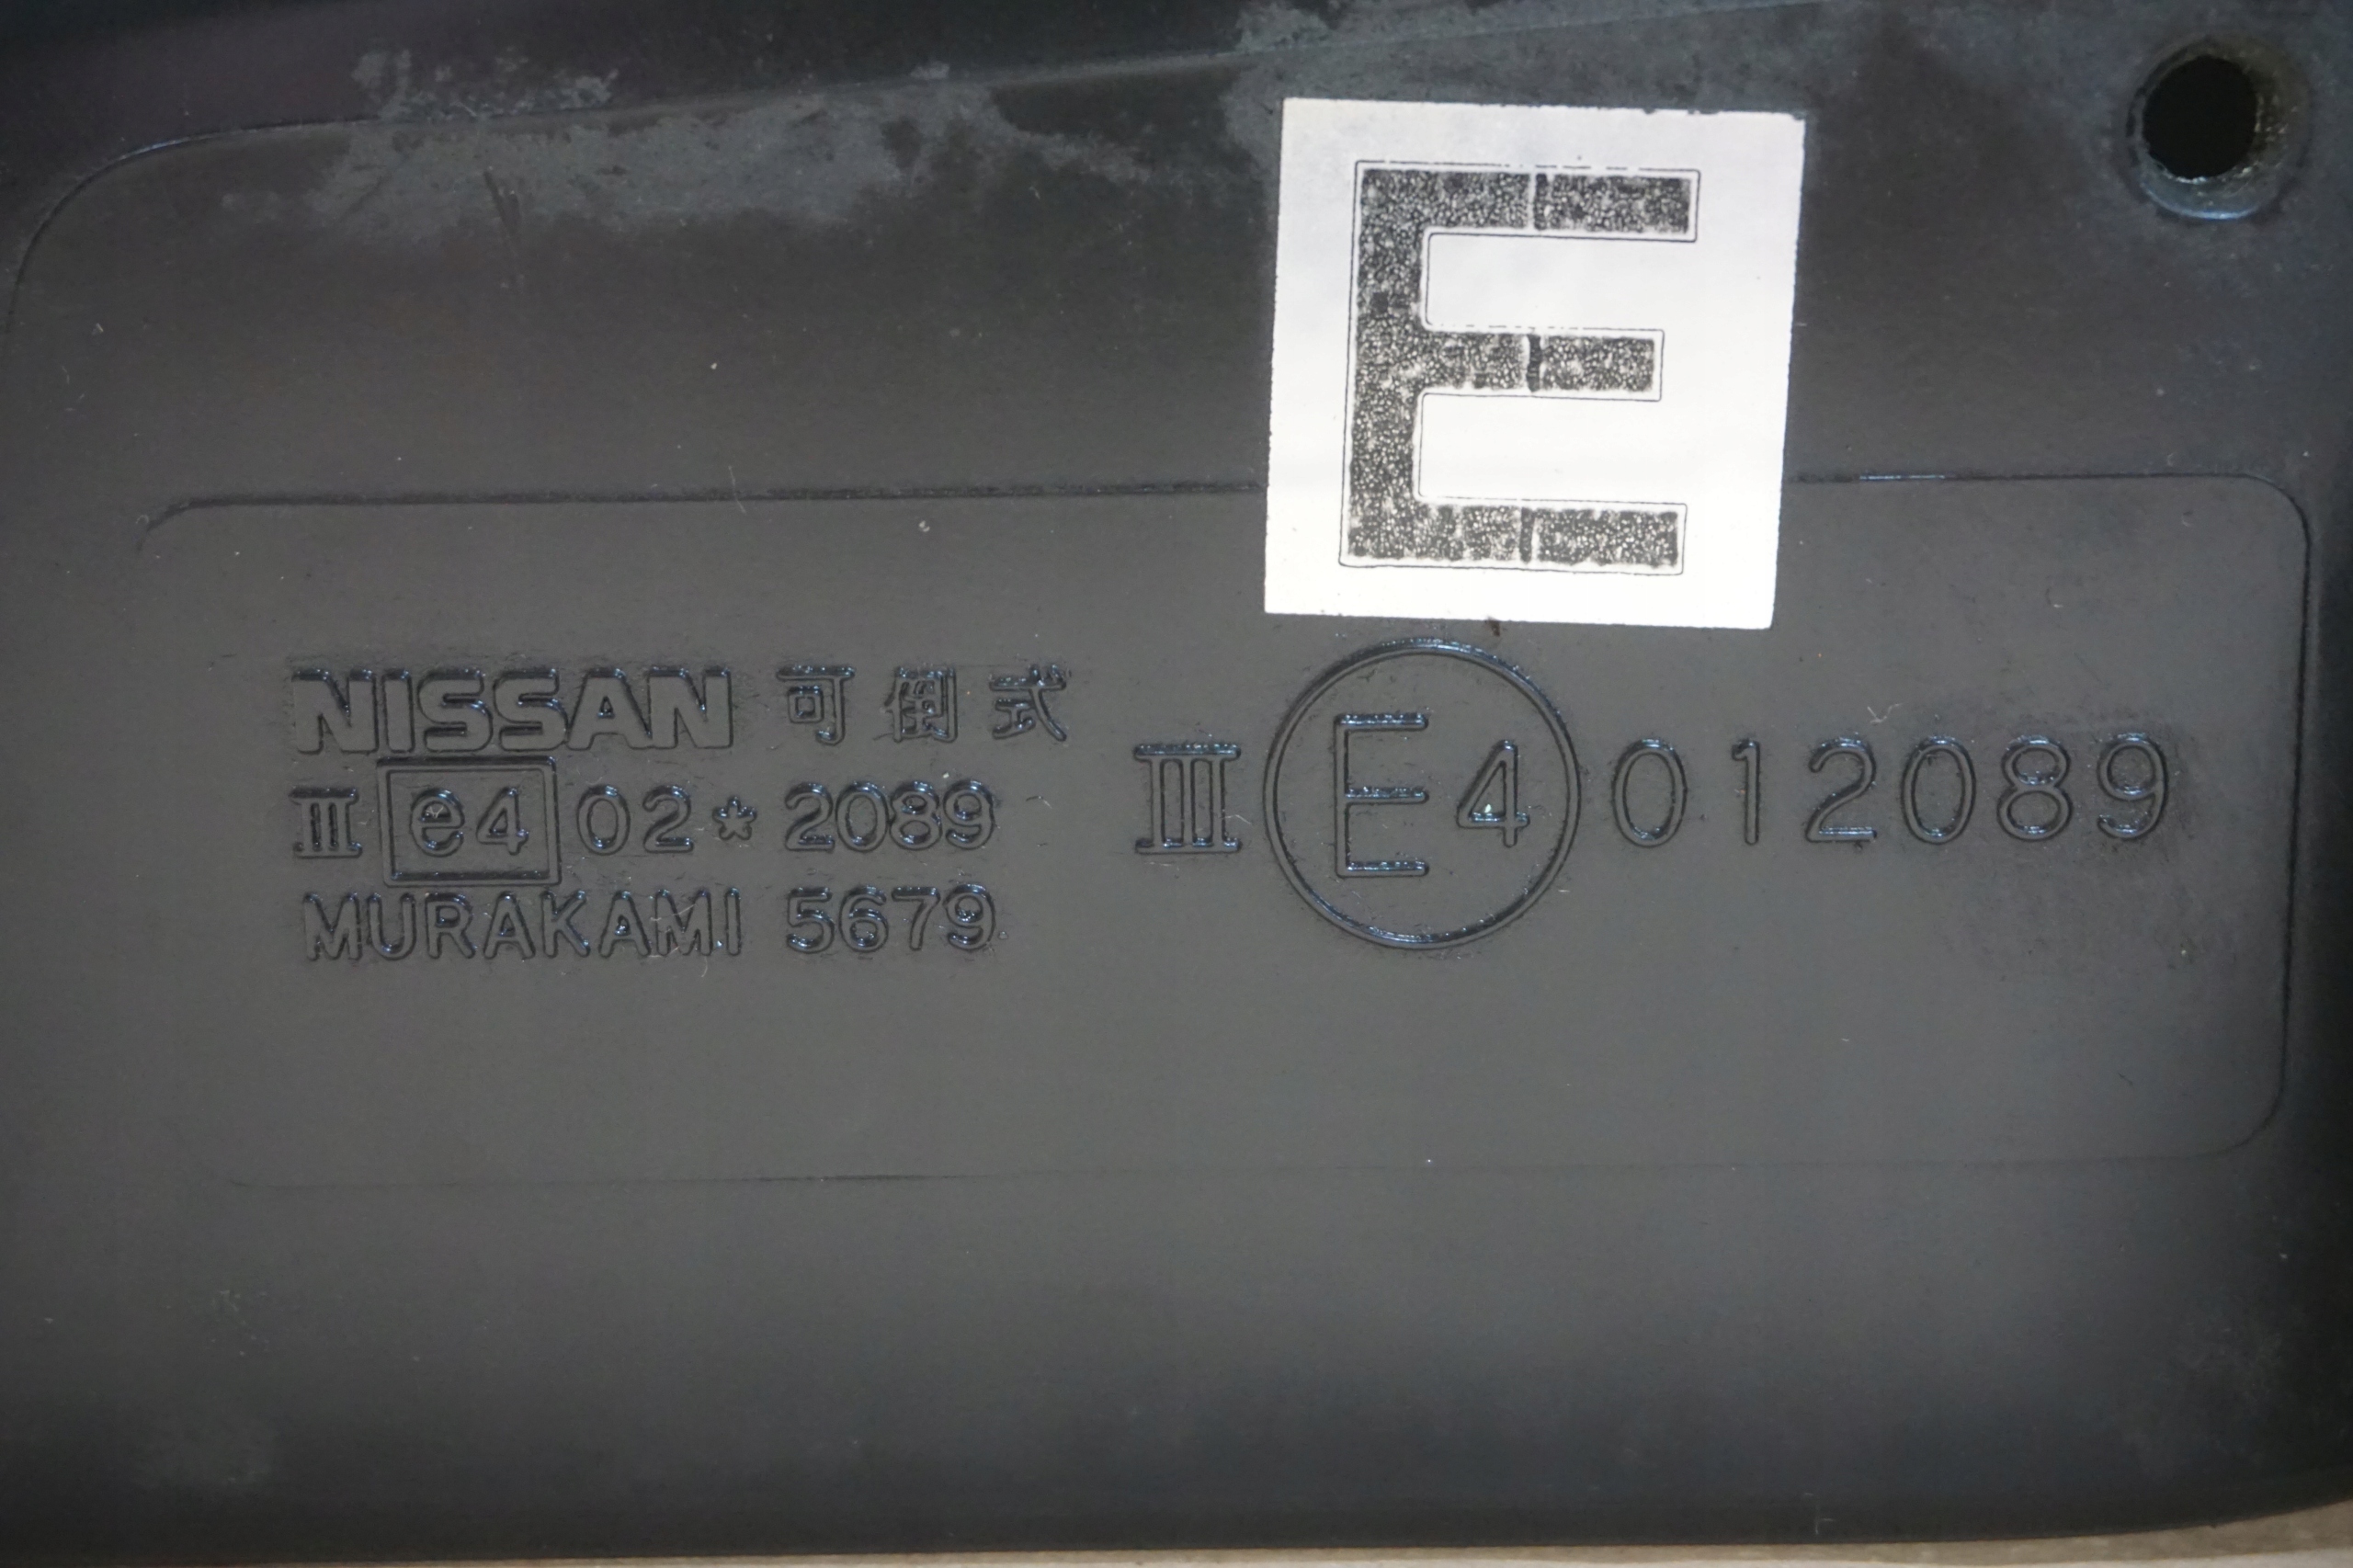 E
NISSAN 可倒式
III e4 02*2089
MURAKAMI 5679
III E4 012089